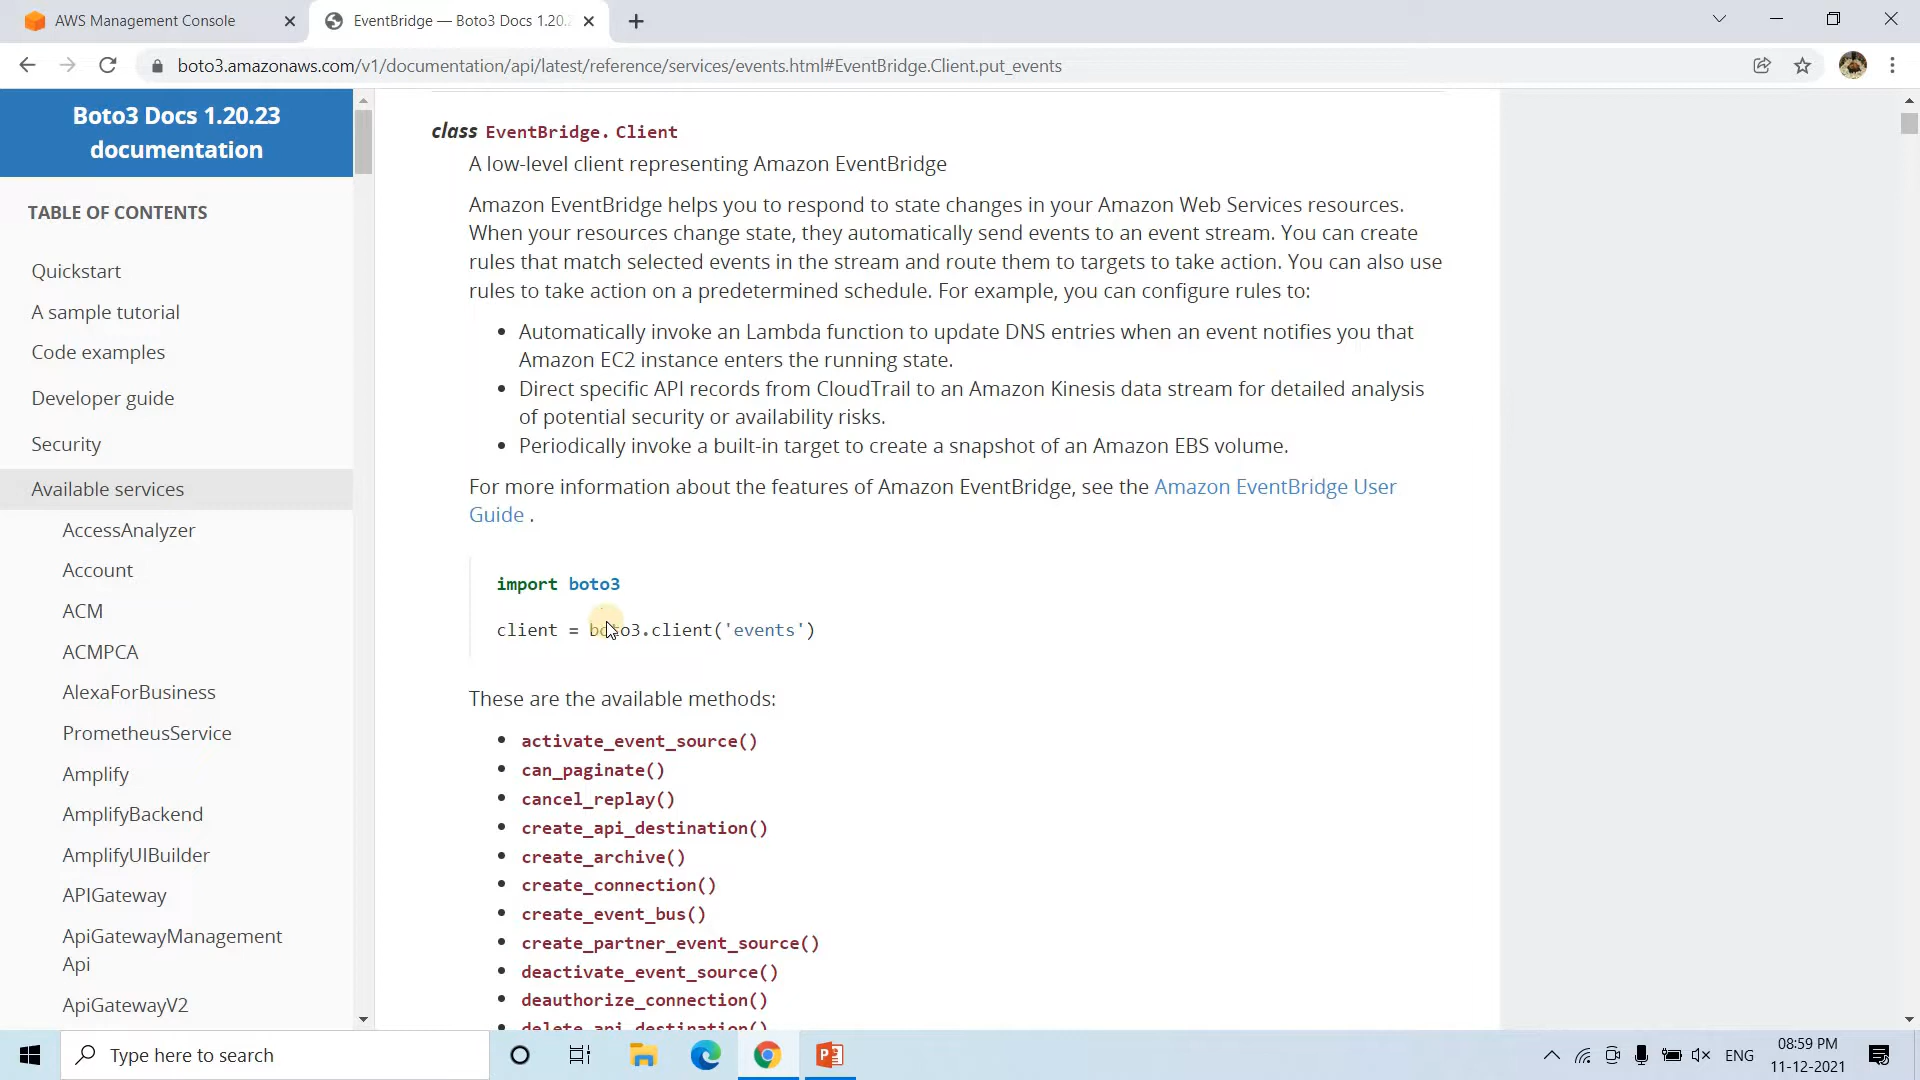 AWS Management Console
EventBridge — Boto3 Docs 1.20.2
boto3.amazonaws.com/v1/documentation/api/latest/reference/services/events.html#EventBridge.Client.put_events
Boto3 Docs 1.20.23
documentation
TABLE OF CONTENTS
Quickstart
A sample tutorial
Code examples
Developer guide
Security
Available services
AccessAnalyzer
Account
ACM
ACMPCA
AlexaForBusiness
PrometheusService
Amplify
AmplifyBackend
AmplifyUIBuilder
APIGateway
ApiGatewayManagement
Api
ApiGatewayV2
class EventBridge.Client
A low-level client representing Amazon EventBridge
Amazon EventBridge helps you to respond to state changes in your Amazon Web Services resources.
When your resources change state, they automatically send events to an event stream. You can create
rules that match selected events in the stream and route them to targets to take action. You can also use
rules to take action on a predetermined schedule. For example, you can configure rules to:
• Automatically invoke an Lambda function to update DNS entries when an event notifies you that
Amazon EC2 instance enters the running state.
• Direct specific API records from CloudTrail to an Amazon Kinesis data stream for detailed analysis
of potential security or availability risks.
• Periodically invoke a built-in target to create a snapshot of an Amazon EBS volume.
For more information about the features of Amazon EventBridge, see the Amazon EventBridge User
Guide .
import boto3
client = boto3.client('events')
These are the available methods:
• activate_event_source()
• can_paginate()
• cancel_replay()
• create_api_destination()
• create_archive()
• create_connection()
• create_event_bus()
• create_partner_event_source()
• deactivate_event_source()
• deauthorize_connection()
• delete_api_destination()
Type here to search
ENG
08:59 PM
11-12-2021